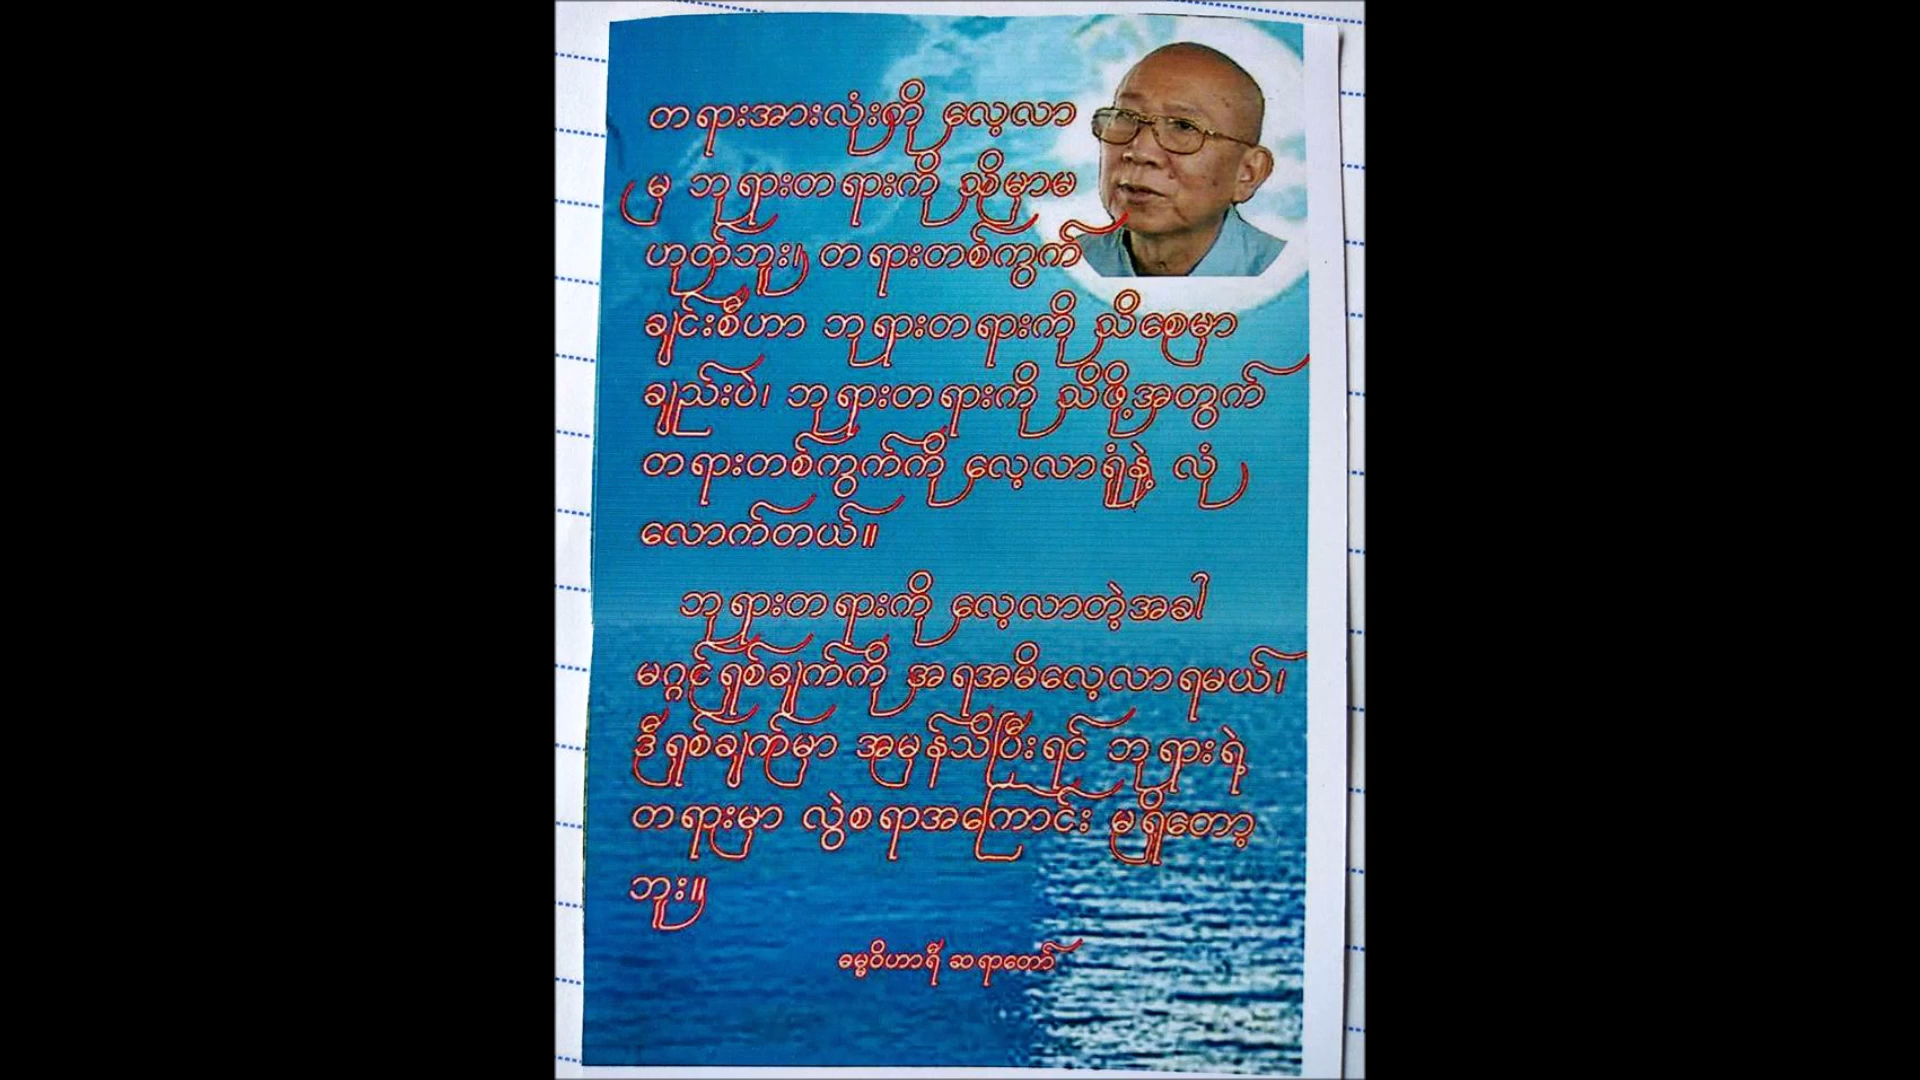 တရားအားလုံးကို လေ့လာ
မှ ဘုရားတရားကို သိမှာမ
ဟုတ်ဘူး။ တရားတစ်ကွက်
ချင်းစီဟာ ဘုရားတရားကို သိစေမှာ
ချည်းပဲ၊ ဘုရားတရားကို သိဖို့အတွက်
တရားတစ်ကွက်ကို လေ့လာရုံနဲ့ လုံ
လောက်တယ်။
ဘုရားတရားကို လေ့လာတဲ့အခါ
မဂ္ဂင်ရှစ်ချက်ကို အရအမိလေ့လာရမယ်၊
ဒီရှစ်ချက်မှာ အမှန်သိပြီးရင် ဘုရားရဲ့
တရားမှာ လွဲစရာအကြောင်း မရှိတော့
ဘူး။
ဓမ္မဝိဟာရီ ဆရာတော်